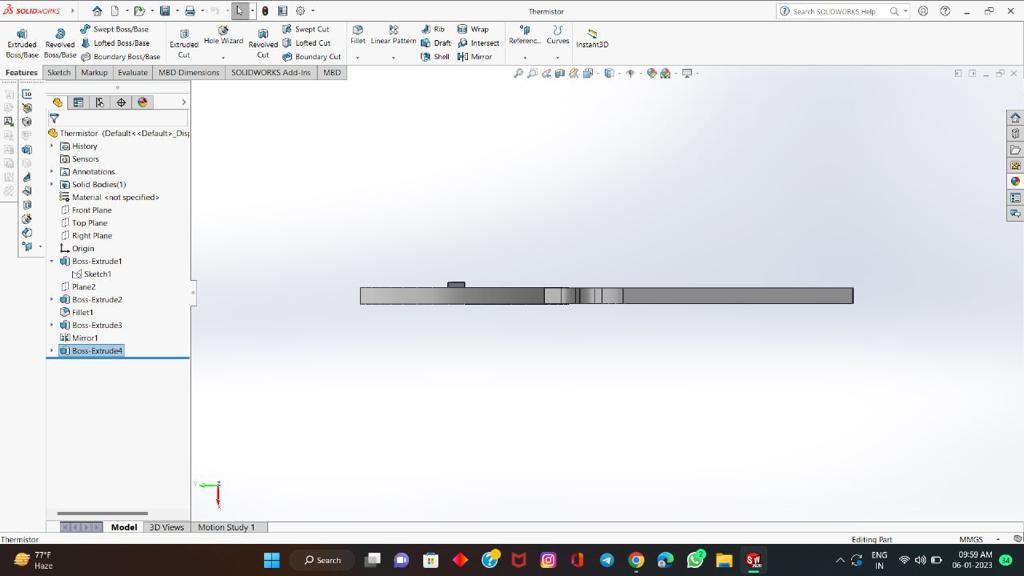 SOLIDWORKS
Thermistor
Search SOLIDWORKS Help
Extruded Boss/Base
Revolved Boss/Base
Swept Boss/Base
Lofted Boss/Base
Boundary Boss/Base
Extruded Cut
Hole Wizard
Revolved Cut
Swept Cut
Lofted Cut
Boundary Cut
Fillet
Linear Pattern
Rib
Draft
Shell
Wrap
Intersect
Mirror
Referenc...
Curves
Instant3D
Features
Sketch
Markup
Evaluate
MBD Dimensions
SOLIDWORKS Add-Ins
MBD
Thermistor (Default<<Default>_Disp
History
Sensors
Annotations
Solid Bodies(1)
Material <not specified>
Front Plane
Top Plane
Right Plane
Origin
Boss-Extrude1
Sketch1
Plane2
Boss-Extrude2
Fillet1
Boss-Extrude3
Mirror1
Boss-Extrude4
Model
3D Views
Motion Study 1
Thermistor
Editing Part
MMGS
77°F
Haze
Search
ENG
IN
09:59 AM
06-01-2023